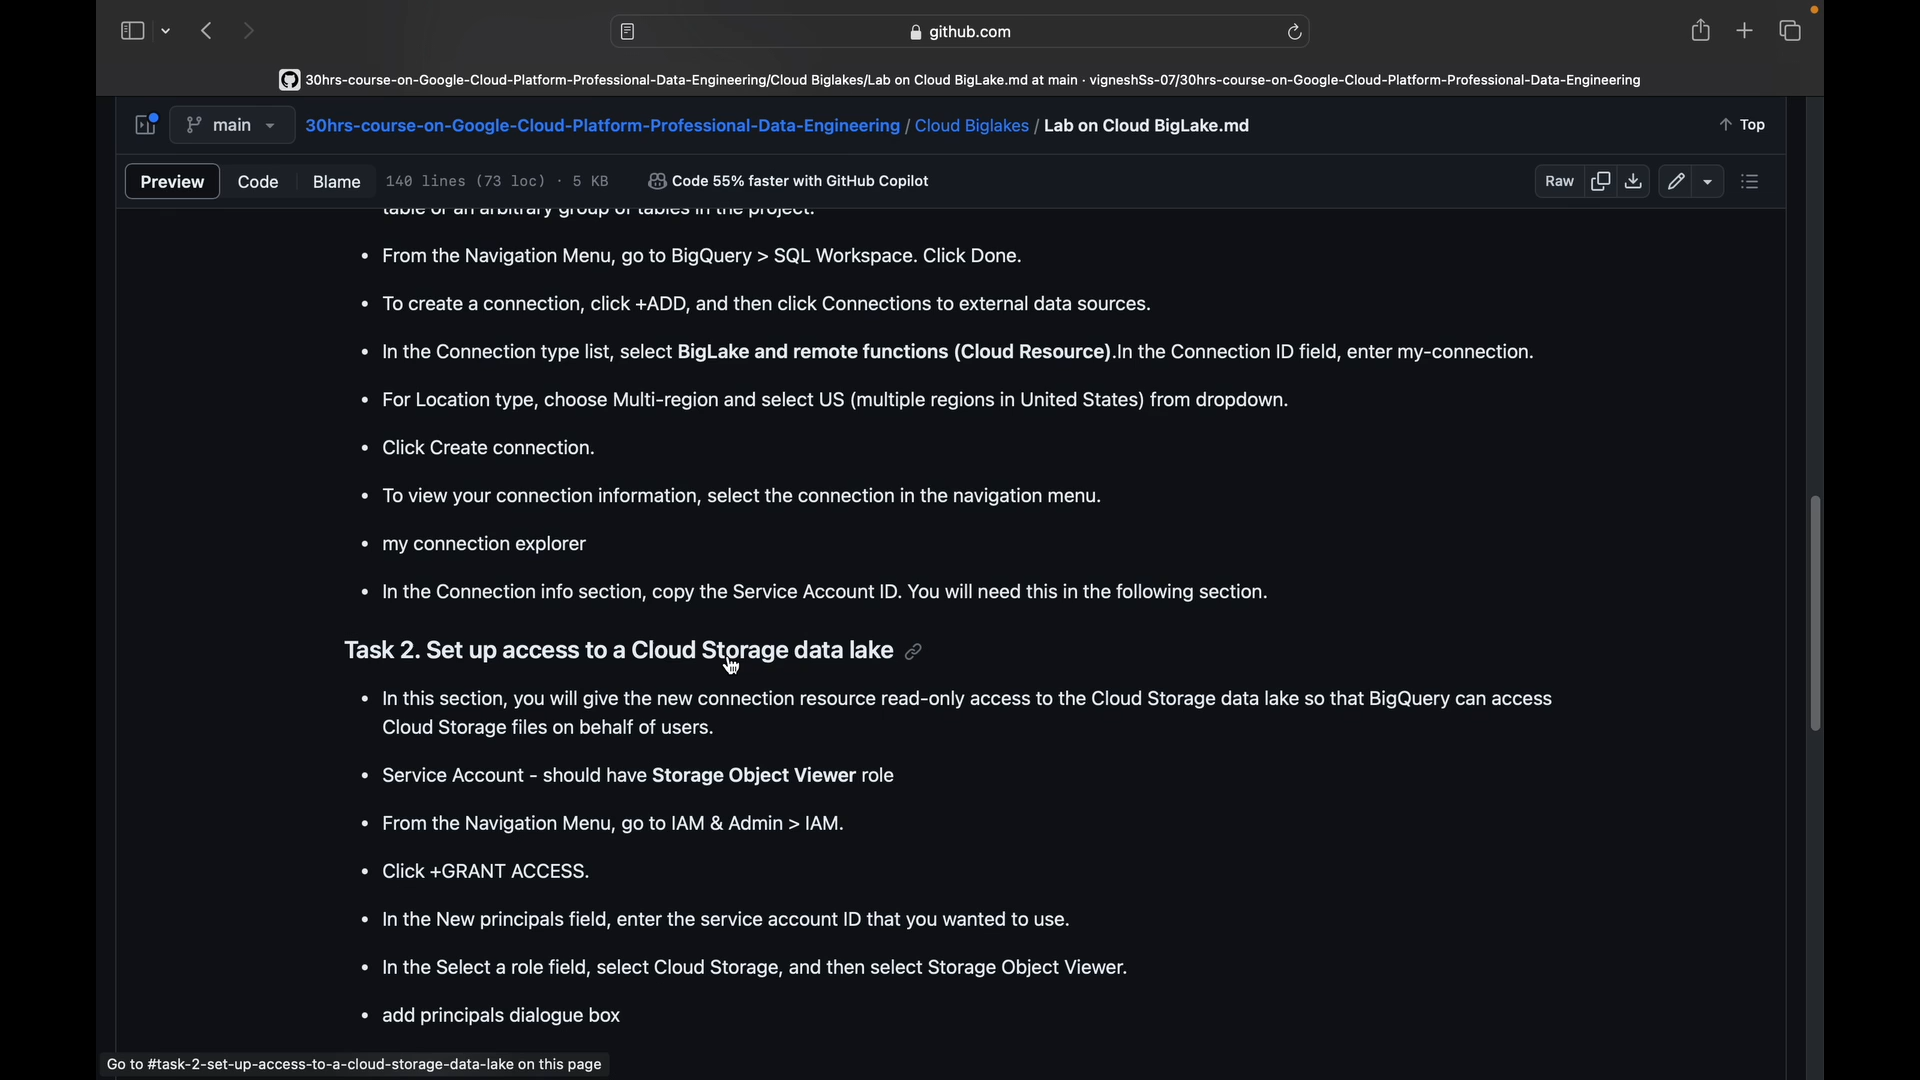 github.com
30hrs-course-on-Google-Cloud-Platform-Professional-Data-Engineering/Cloud Biglakes/Lab on Cloud BigLake.md at main · vigneshSs-07/30hrs-course-on-Google-Cloud-Platform-Professional-Data-Engineering
main 30hrs-course-on-Google-Cloud-Platform-Professional-Data-Engineering / Cloud Biglakes / Lab on Cloud BigLake.md Top
Preview Code Blame 140 lines (73 loc) · 5 KB Code 55% faster with GitHub Copilot Raw
table or an arbitrary group of tables in the project.
• From the Navigation Menu, go to BigQuery > SQL Workspace. Click Done.
• To create a connection, click +ADD, and then click Connections to external data sources.
• In the Connection type list, select BigLake and remote functions (Cloud Resource).In the Connection ID field, enter my-connection.
• For Location type, choose Multi-region and select US (multiple regions in United States) from dropdown.
• Click Create connection.
• To view your connection information, select the connection in the navigation menu.
• my connection explorer
• In the Connection info section, copy the Service Account ID. You will need this in the following section.
Task 2. Set up access to a Cloud Storage data lake
• In this section, you will give the new connection resource read-only access to the Cloud Storage data lake so that BigQuery can access
Cloud Storage files on behalf of users.
• Service Account - should have Storage Object Viewer role
• From the Navigation Menu, go to IAM & Admin > IAM.
• Click +GRANT ACCESS.
• In the New principals field, enter the service account ID that you wanted to use.
• In the Select a role field, select Cloud Storage, and then select Storage Object Viewer.
• add principals dialogue box
Go to #task-2-set-up-access-to-a-cloud-storage-data-lake on this page